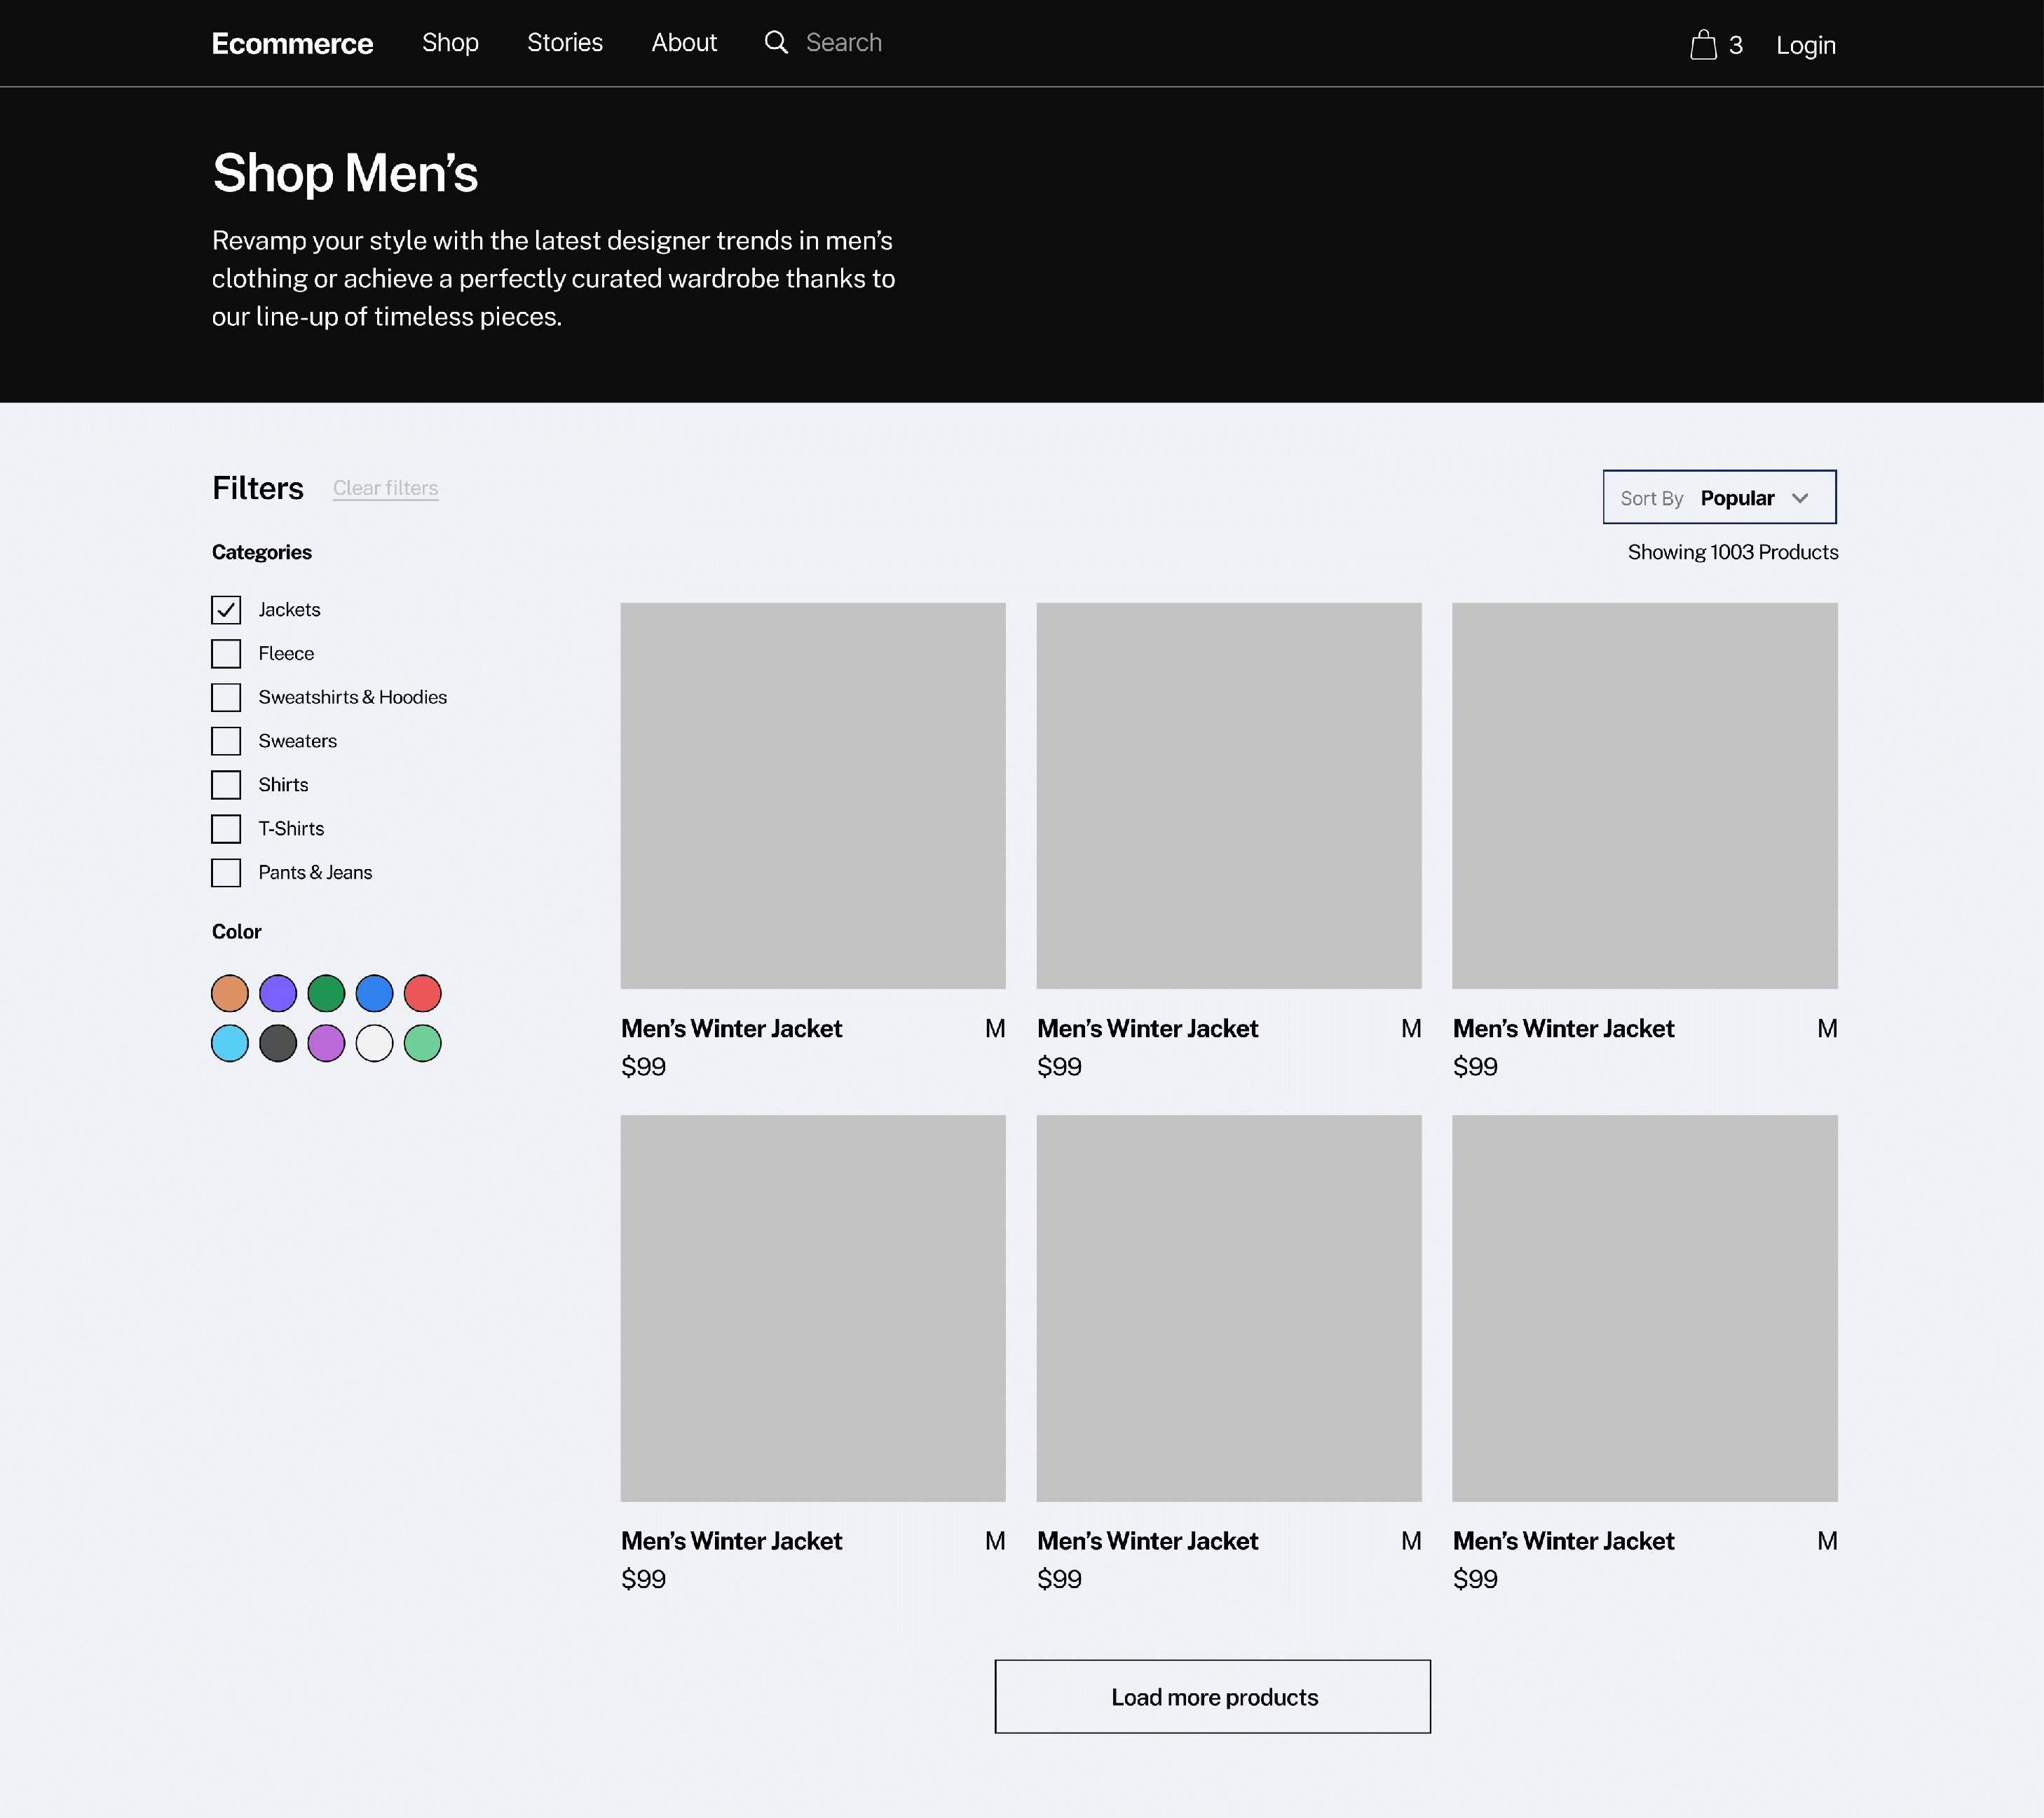 Ecommerce Shop Stories About Search 3 Login
Shop Men’s
Revamp your style with the latest designer trends in men’s
clothing or achieve a perfectly curated wardrobe thanks to
our line-up of timeless pieces.
Filters Clear filters
Sort By Popular
Categories
Showing 1003 Products
Jackets
Fleece
Sweatshirts & Hoodies
Sweaters
Shirts
T-Shirts
Pants & Jeans
Color
Men’s Winter Jacket M
$99
Men’s Winter Jacket M
$99
Men’s Winter Jacket M
$99
Men’s Winter Jacket M
$99
Men’s Winter Jacket M
$99
Men’s Winter Jacket M
$99
Load more products